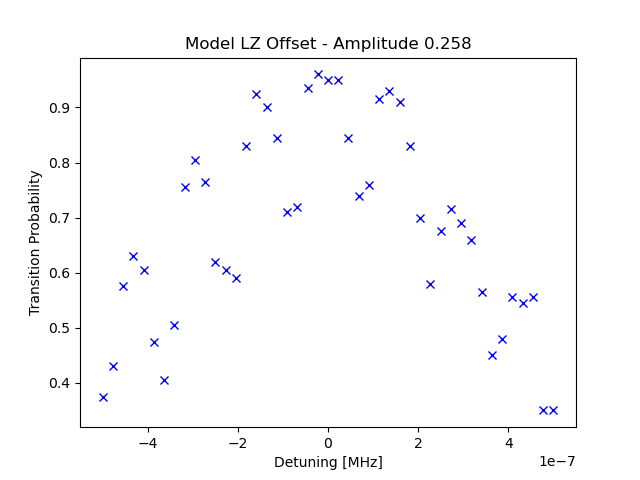 Model LZ Offset - Amplitude 0.258
Transition Probability
0.9
0.8
0.7
0.6
0.5
0.4
−4
−2
0
2
4
1e−7
Detuning [MHz]